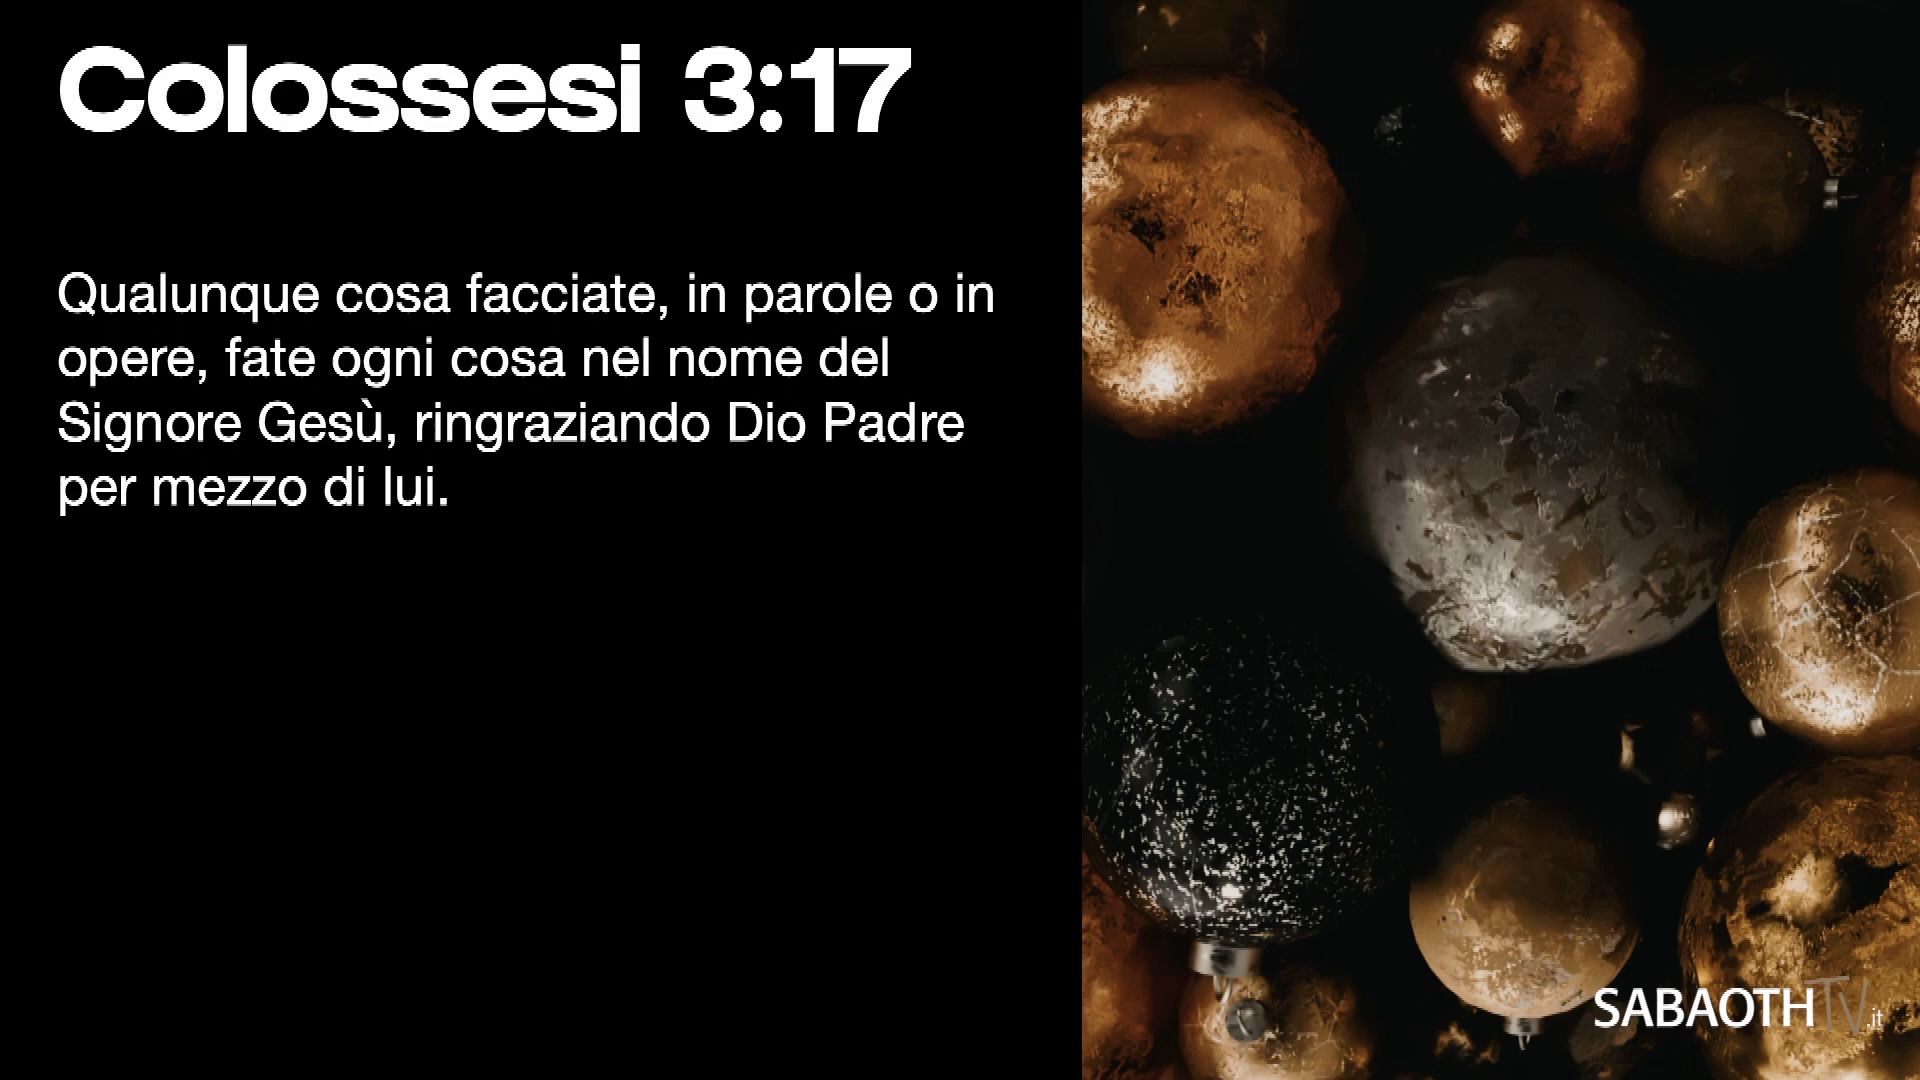 Colossesi 3:17
Qualunque cosa facciate, in parole o in
opere, fate ogni cosa nel nome del
Signore Gesù, ringraziando Dio Padre
per mezzo di lui.
SABAOTHTV.it